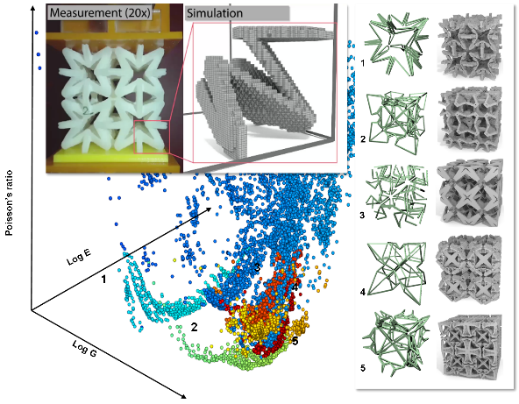 Measurement (20x)
Simulation
Poisson's ratio
Log E
Log G
1
2
3
4
5
1
2
3
4
5